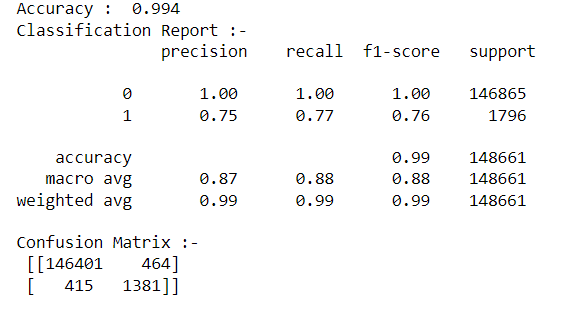 Accuracy :  0.994
Classification Report :-
              precision    recall  f1-score   support

           0       1.00      1.00      1.00    146865
           1       0.75      0.77      0.76      1796

    accuracy                           0.99    148661
   macro avg       0.87      0.88      0.88    148661
weighted avg       0.99      0.99      0.99    148661

Confusion Matrix :-
 [[146401    464]
 [   415   1381]]